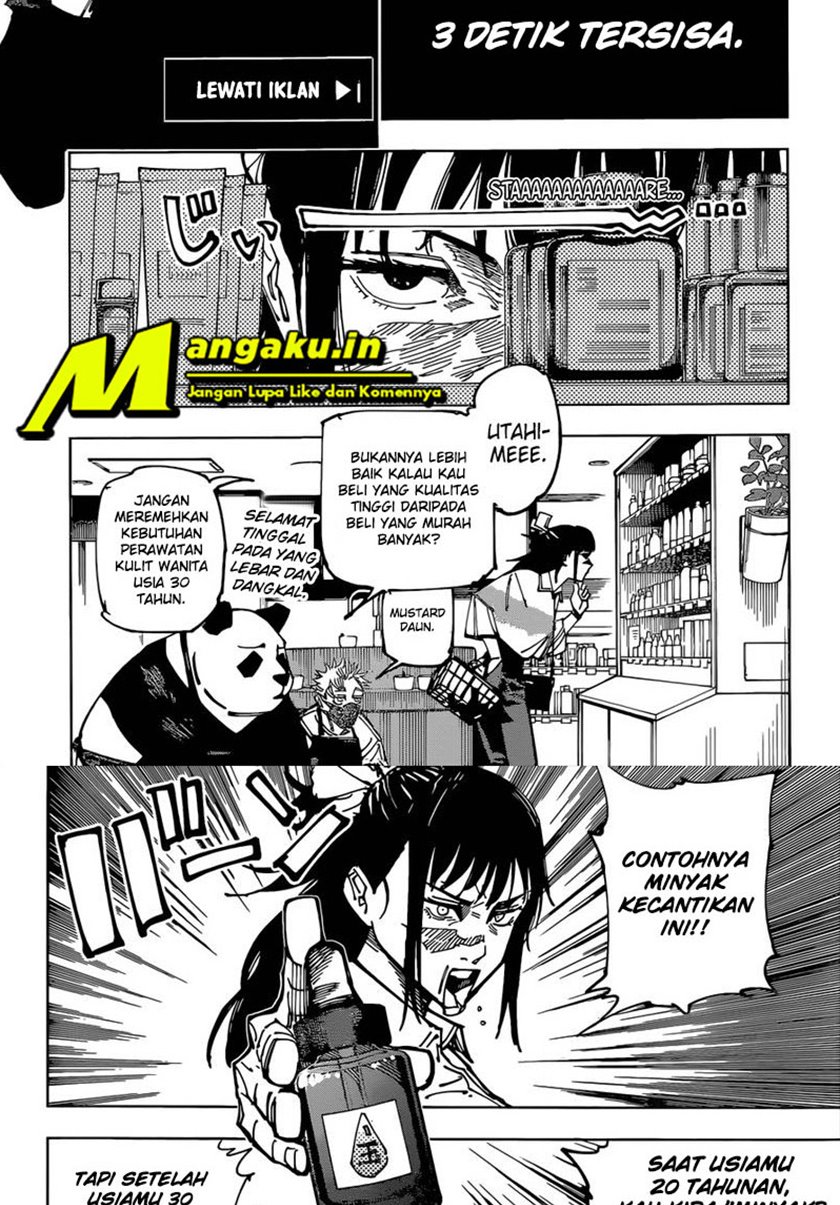 3 DETIK TERSISA.
LEWATI IKLAN
STAAAAAAAAAAAAARE...
じぃ
Mangaku.in
Jangan Lupa Like dan Komennya
UTAHI-
MEEE.
BUKANNYA LEBIH
BAIK KALAU KAU
BELI YANG KUALITAS
TINGGI DARIPADA
BELI YANG MURAH
BANYAK?
MUSTARD
DAUN.
SELAMAT
TINGGAL
PADA YANG
LEBAR DAN
DANGKAL.
JANGAN
MEREMEHKAN
KEBUTUHAN
PERAWATAN
KULIT WANITA
USIA 30
TAHUN.
CONTOHNYA
MINYAK
KECANTIKAN
INI!!
SAAT USIAMU
20 TAHUNAN,
TAPI SETELAH
USIAMU 30